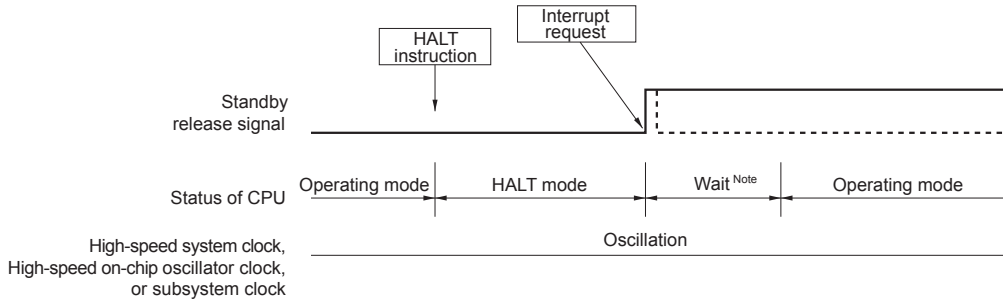 Interrupt
request
HALT
instruction
Standby
release signal
Status of CPU
Operating mode
HALT mode
Wait Note
Operating mode
High-speed system clock,
High-speed on-chip oscillator clock,
or subsystem clock
Oscillation